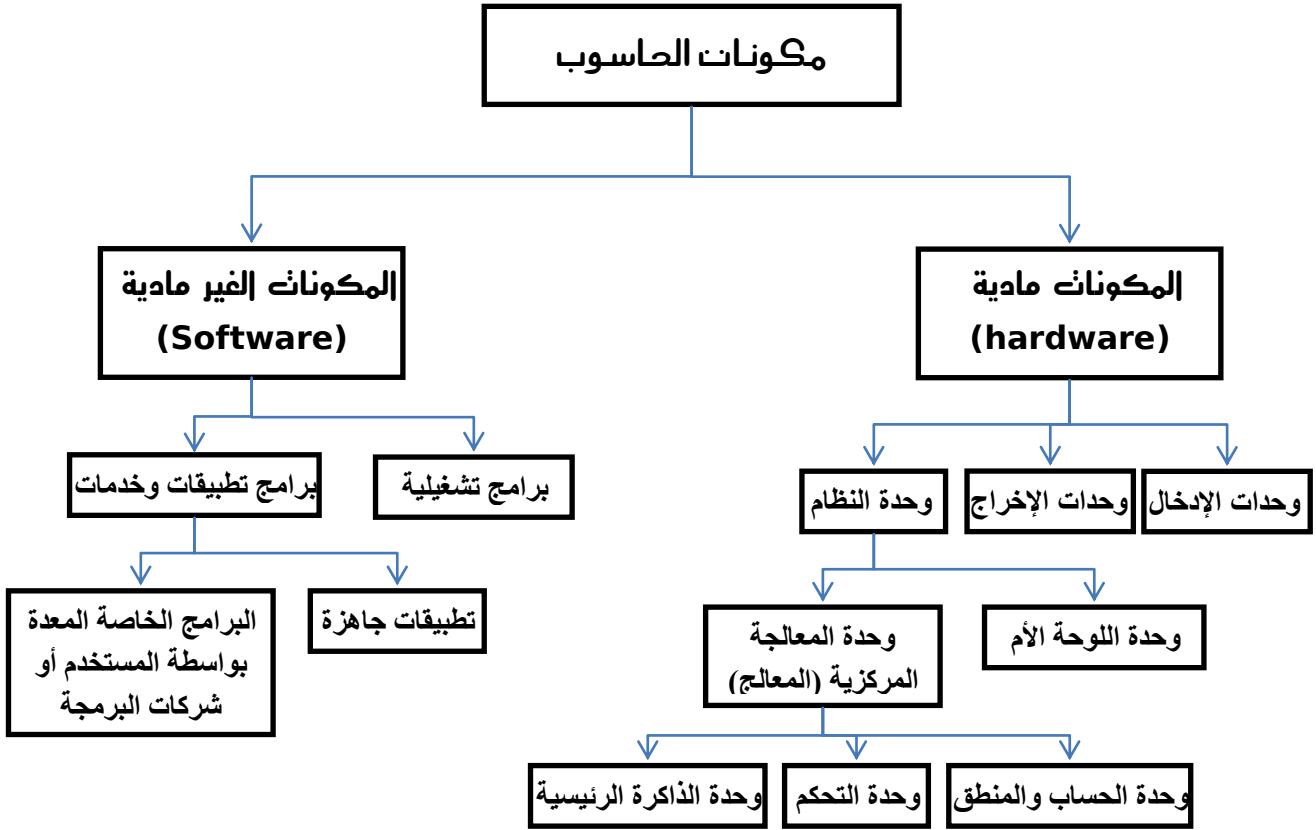 مكونات الحاسوب
المكونات مادية
(hardware)
المكونات الغير مادية
(Software)
وحدات الإدخال
وحدات الإخراج
وحدة النظام
برامج تشغيلية
برامج تطبيقات وخدمات
وحدة اللوحة الأم
وحدة المعالجة
المركزية (المعالج)
تطبيقات جاهزة
البرامج الخاصة المعدة
بواسطة المستخدم أو
شركات البرمجة
وحدة الحساب والمنطق
وحدة التحكم
وحدة الذاكرة الرئيسية